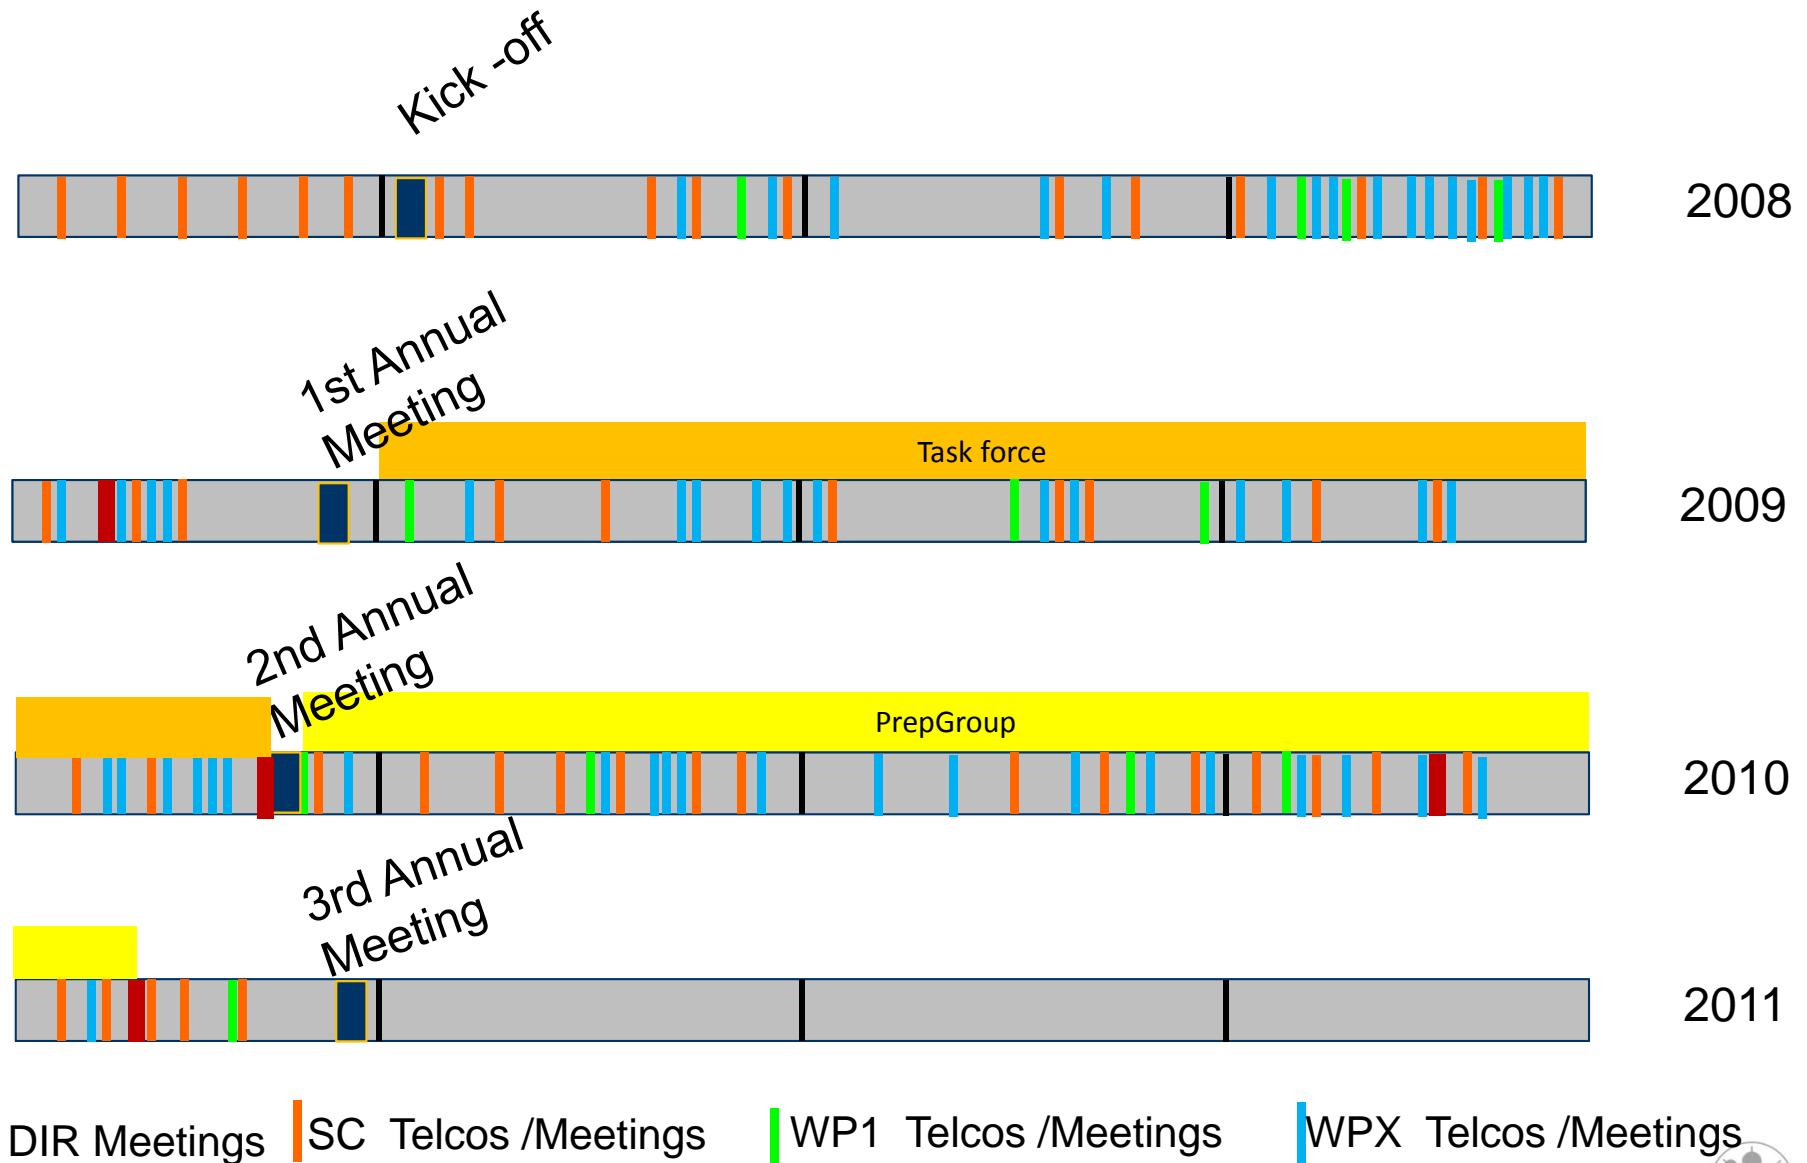 Kick -off
2008
1st Annual
Meeting
Task force
2009
2nd Annual
Meeting
PrepGroup
2010
3rd Annual
Meeting
2011
DIR Meetings SC Telcos /Meetings WP1 Telcos /Meetings WPX Telcos /Meetings